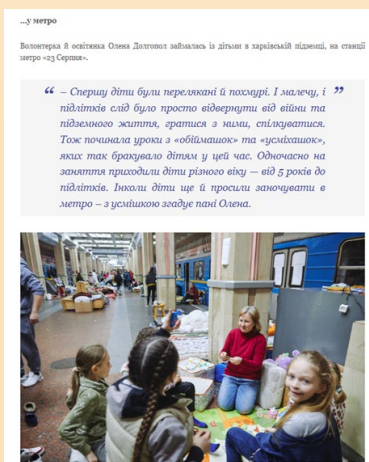 ...у метро
Волонтерка й освітянка Олена Долгопол займалась із дітьми в харківській підземці, на станції
метро «23 Серпня».
“ – Спершу діти були перелякані й похмурі. І малечу, і ”
підлітків слід було просто відвернути від війни та
підземного життя, гратися з ними, спілкуватися.
Тож починала уроки з «обіймашок» та «усміхашок»,
яких так бракувало дітям у цей час. Одночасно на
заняття приходили діти різного віку — від 5 років до
підлітків. Інколи діти ще й просили заночувати в
метро – з усмішкою згадує пані Олена.